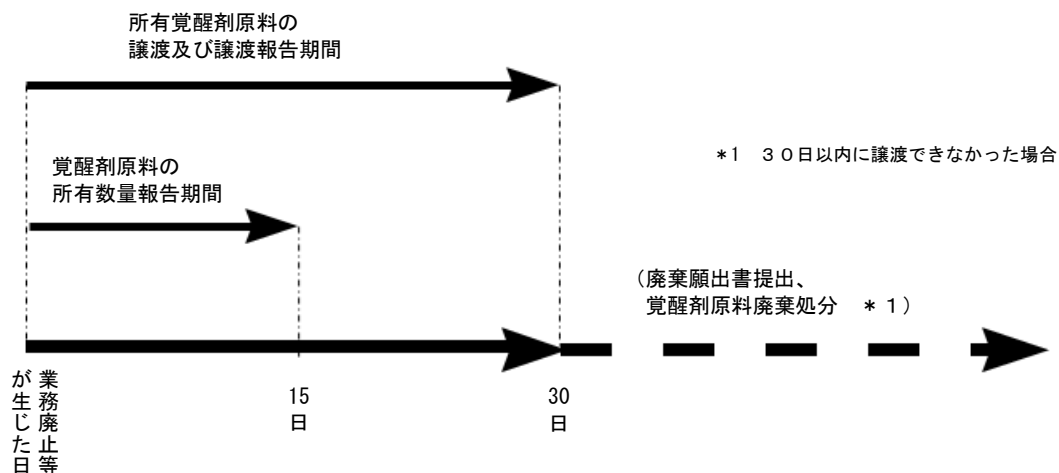 所有覚醒剤原料の
譲渡及び譲渡報告期間
*1　３０日以内に譲渡できなかった場合
覚醒剤原料の
所有数量報告期間
（廃棄願出書提出、
覚醒剤原料廃棄処分　＊１）
業務廃止等
が生じた日
15
日
30
日